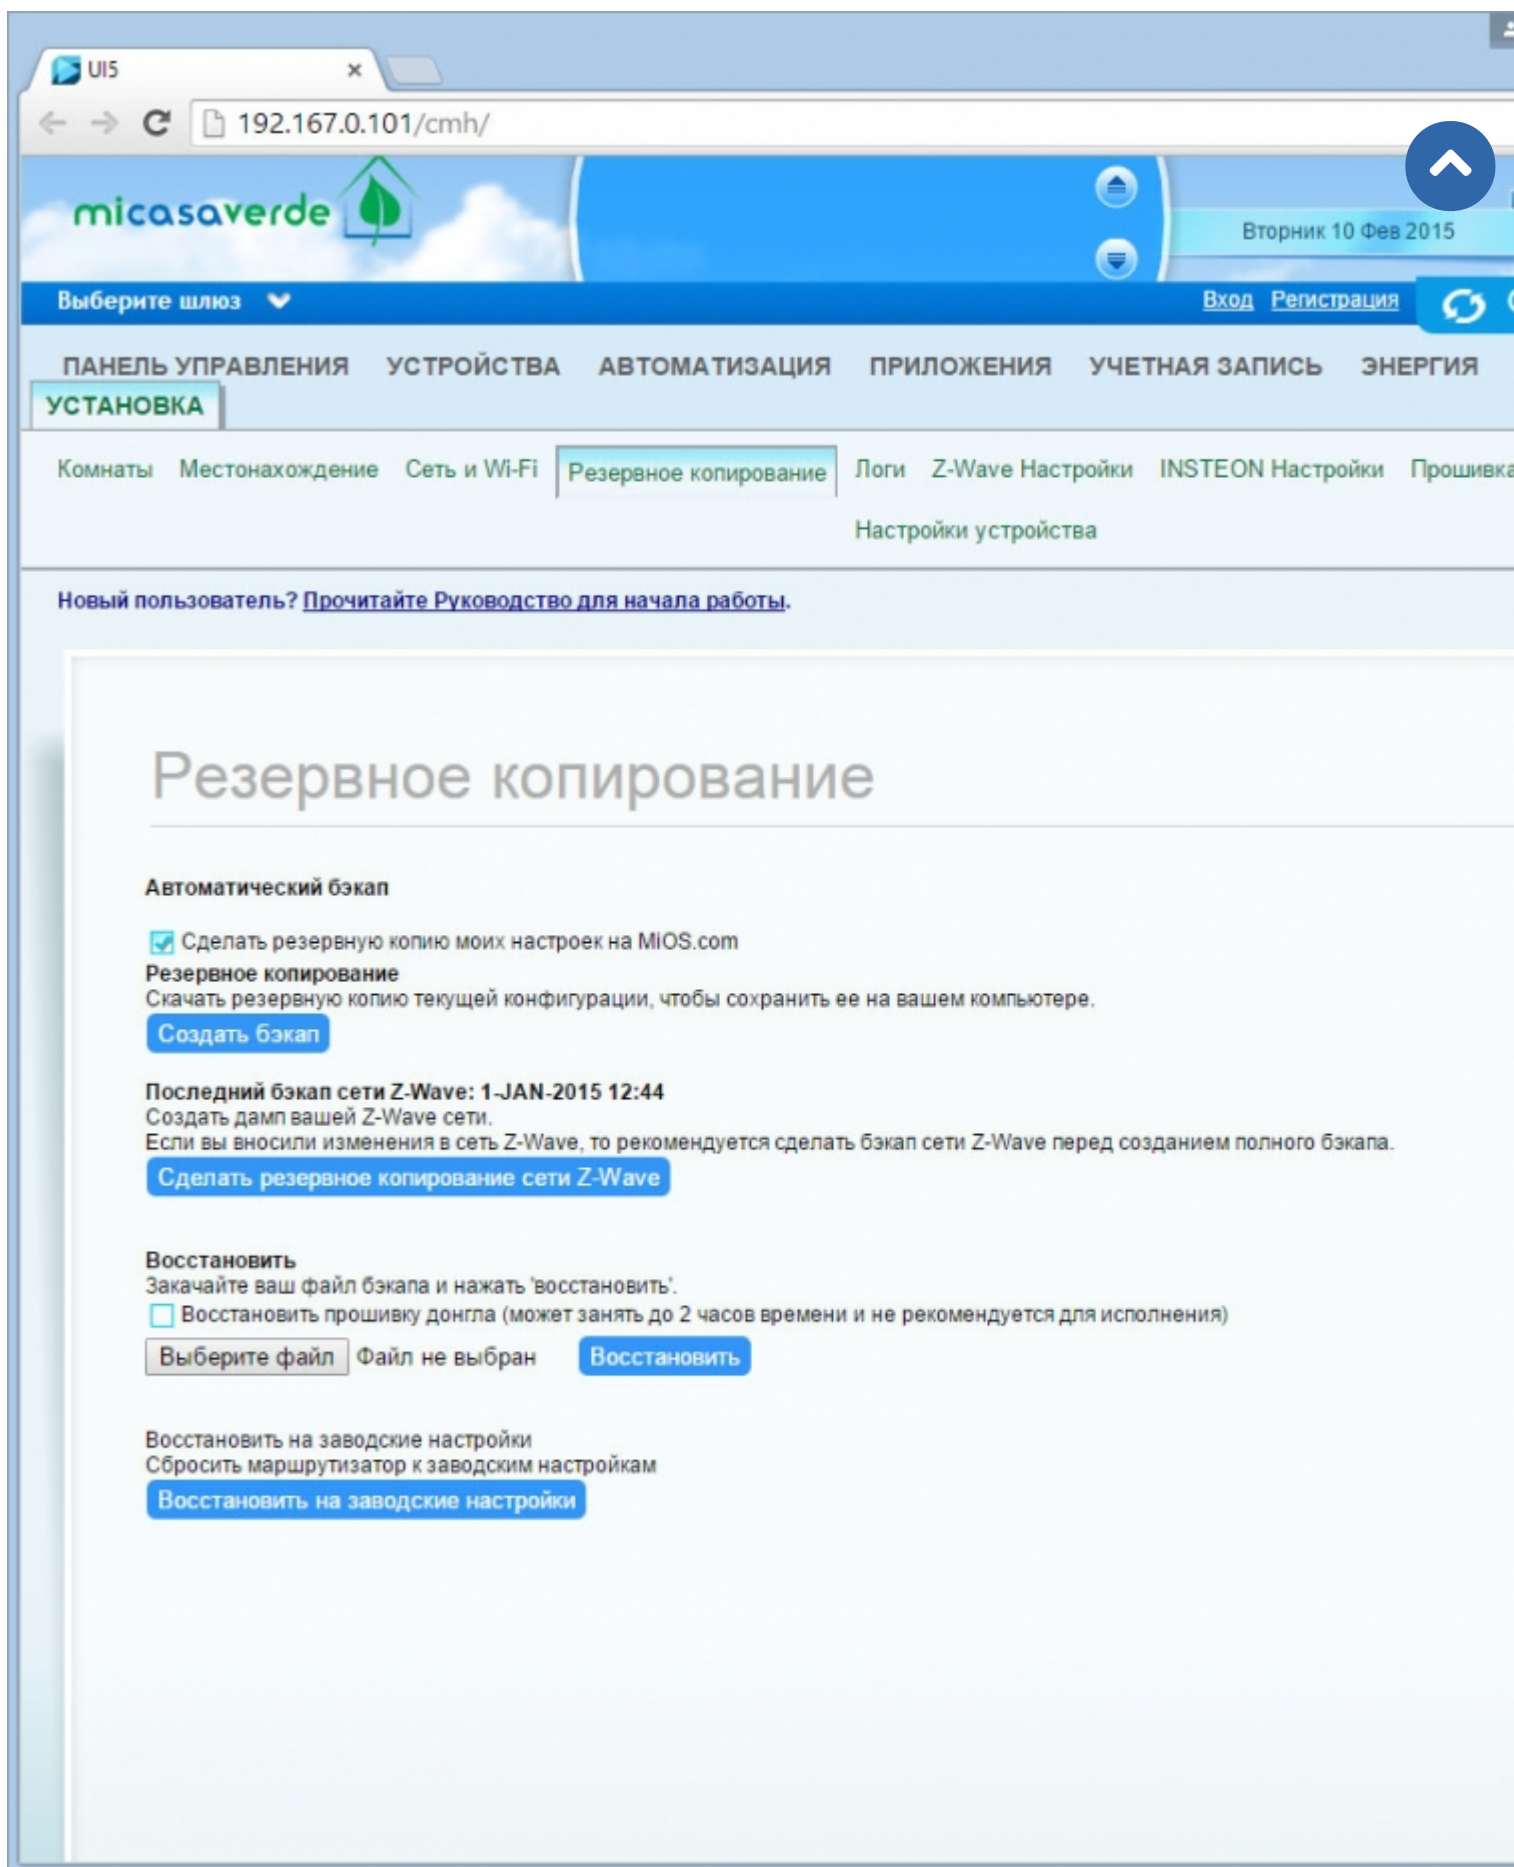 UI5
192.167.0.101/cmh/
micasaverde
Вторник 10 Фев 2015
Выберите шлюз
Вход Регистрация
ПАНЕЛЬ УПРАВЛЕНИЯ УСТРОЙСТВА АВТОМАТИЗАЦИЯ ПРИЛОЖЕНИЯ УЧЕТНАЯ ЗАПИСЬ ЭНЕРГИЯ
УСТАНОВКА
Комнаты Местонахождение Сеть и Wi-Fi Резервное копирование Логи Z-Wave Настройки INSTEON Настройки Прошивка
Настройки устройства
Новый пользователь? Прочитайте Руководство для начала работы.
Резервное копирование
Автоматический бэкап
Сделать резервную копию моих настроек на MiOS.com
Резервное копирование
Скачать резервную копию текущей конфигурации, чтобы сохранить ее на вашем компьютере.
Создать бэкап
Последний бэкап сети Z-Wave: 1-JAN-2015 12:44
Создать дамп вашей Z-Wave сети.
Если вы вносили изменения в сеть Z-Wave, то рекомендуется сделать бэкап сети Z-Wave перед созданием полного бэкапа.
Сделать резервное копирование сети Z-Wave
Восстановить
Закачайте ваш файл бэкапа и нажать 'восстановить'.
Восстановить прошивку донгла (может занять до 2 часов времени и не рекомендуется для исполнения)
Выберите файл Файл не выбран Восстановить
Восстановить на заводские настройки
Сбросить маршрутизатор к заводским настройкам
Восстановить на заводские настройки